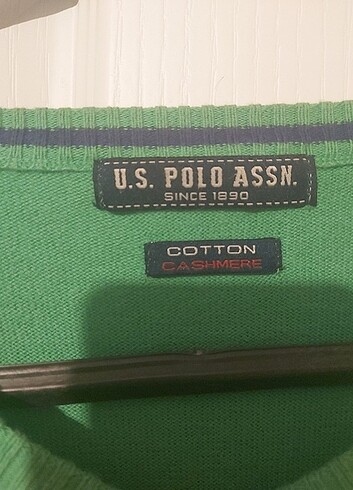 U.S. POLO ASSN.
SINCE 1890
COTTON
CASHMERE